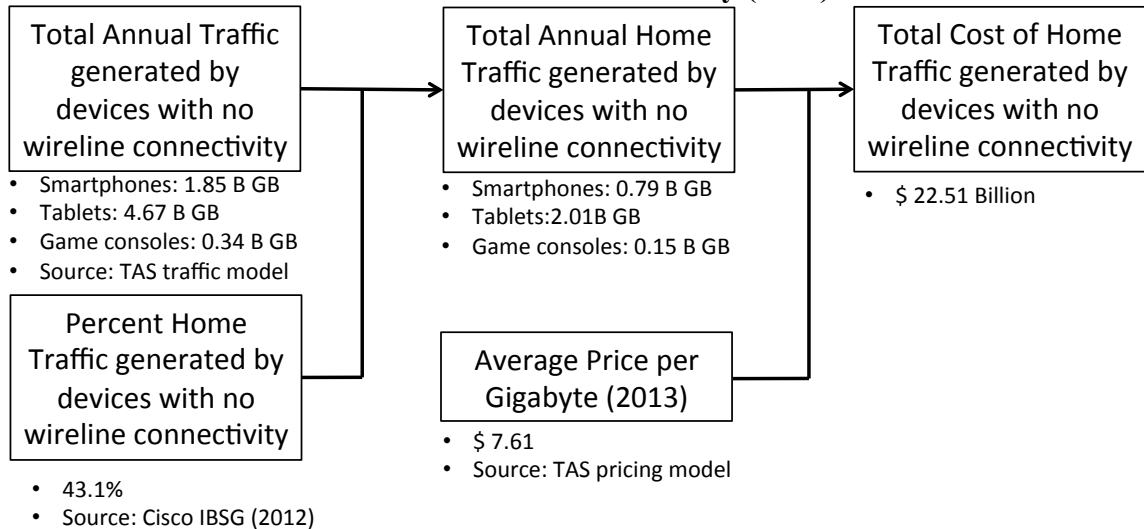 Total Annual Traffic
generated by
devices with no
wireline connectivity
• Smartphones: 1.85 B GB
• Tablets: 4.67 B GB
• Game consoles: 0.34 B GB
• Source: TAS traffic model
Percent Home
Traffic generated by
devices with no
wireline connectivity
• 43.1%
• Source: Cisco IBSG (2012)
Total Annual Home
Traffic generated by
devices with no
wireline connectivity
• Smartphones: 0.79 B GB
• Tablets:2.01B GB
• Game consoles: 0.15 B GB
Average Price per
Gigabyte (2013)
• $ 7.61
• Source: TAS pricing model
Total Cost of Home
Traffic generated by
devices with no
wireline connectivity
• $ 22.51 Billion